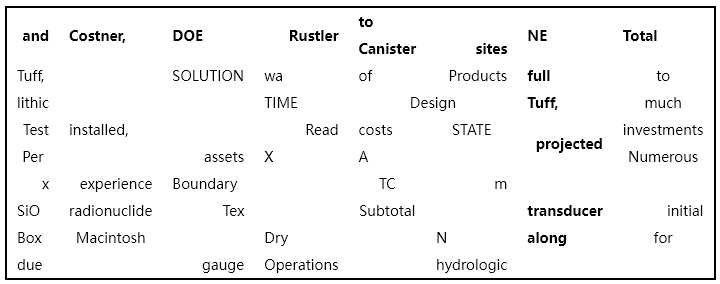 and Costner, DOE Rustler to Canister sites NE Total
Tuff, SOLUTION wa of Products full to
lithic TIME Design Tuff, much
Test installed, Read costs STATE projected investments
Per assets X A Numerous
x experience Boundary TC m
SiO radionuclide Tex Subtotal transducer initial
Box Macintosh Dry N along for
due gauge Operations hydrologic